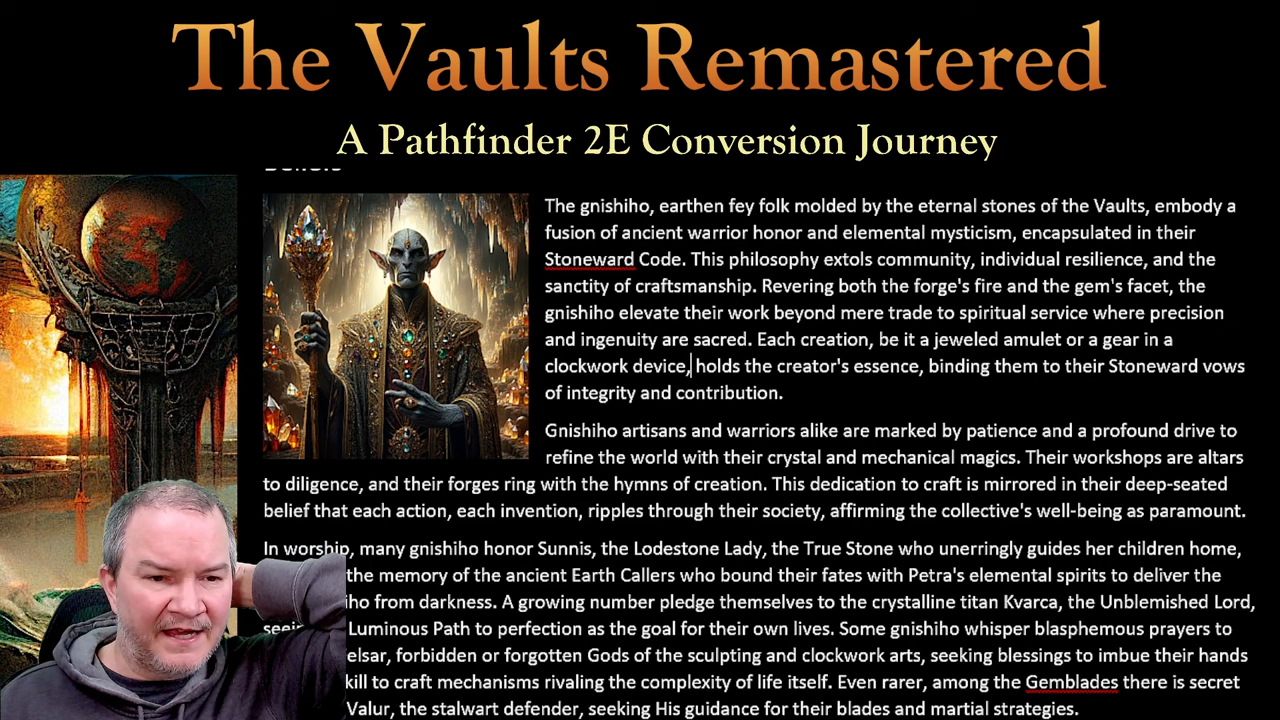 The Vaults Remastered
A Pathfinder 2E Conversion Journey
The gnishiho, earthen fey folk molded by the eternal stones of the Vaults, embody a
fusion of ancient warrior honor and elemental mysticism, encapsulated in their
Stoneward Code. This philosophy extols community, individual resilience, and the
sanctity of craftsmanship. Revering both the forge's fire and the gem's facet, the
gnishiho elevate their work beyond mere trade to spiritual service where precision
and ingenuity are sacred. Each creation, be it a jeweled amulet or a gear in a
clockwork device, holds the creator's essence, binding them to their Stoneward vows
of integrity and contribution.
Gnishiho artisans and warriors alike are marked by patience and a profound drive to
refine the world with their crystal and mechanical magics. Their workshops are altars
to diligence, and their forges ring with the hymns of creation. This dedication to craft is mirrored in their deep-seated
belief that each action, each invention, ripples through their society, affirming the collective's well-being as paramount.
In worship, many gnishiho honor Sunnis, the Lodestone Lady, the True Stone who unerringly guides her children home,
the memory of the ancient Earth Callers who bound their fates with Petra's elemental spirits to deliver the
iho from darkness. A growing number pledge themselves to the crystalline titan Kvarca, the Unblemished Lord,
Luminous Path to perfection as the goal for their own lives. Some gnishiho whisper blasphemous prayers to
elsar, forbidden or forgotten Gods of the sculpting and clockwork arts, seeking blessings to imbue their hands
kill to craft mechanisms rivaling the complexity of life itself. Even rarer, among the Gemblades there is secret
Valur, the stalwart defender, seeking His guidance for their blades and martial strategies.